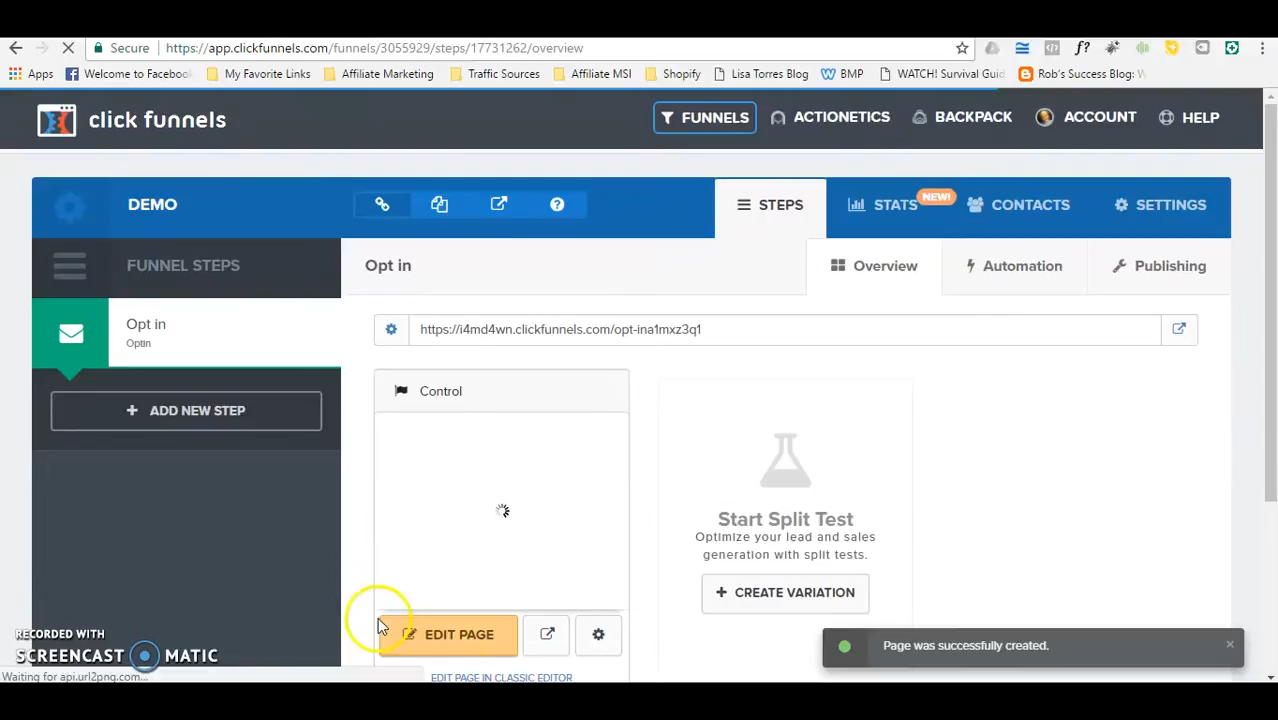 Secure https://app.clickfunnels.com/funnels/3055929/steps/17731262/overview
Apps Welcome to Facebook My Favorite Links Affiliate Marketing Traffic Sources Affiliate MSI Shopify Lisa Torres Blog BMP WATCH! Survival Guid Rob's Success Blog:
click funnels FUNNELS ACTIONETICS BACKPACK ACCOUNT HELP
DEMO STEPS STATS NEW! CONTACTS SETTINGS
FUNNEL STEPS Opt in Overview Automation Publishing
Opt in
Optin
https://i4md4wn.clickfunnels.com/opt-ina1mxz3q1
Control
ADD NEW STEP
Start Split Test
Optimize your lead and sales
generation with split tests.
CREATE VARIATION
EDIT PAGE
RECORDED WITH
SCREENCAST MATIC
Page was successfully created.
Waiting for api.url2png.com...
EDIT PAGE IN CLASSIC EDITOR